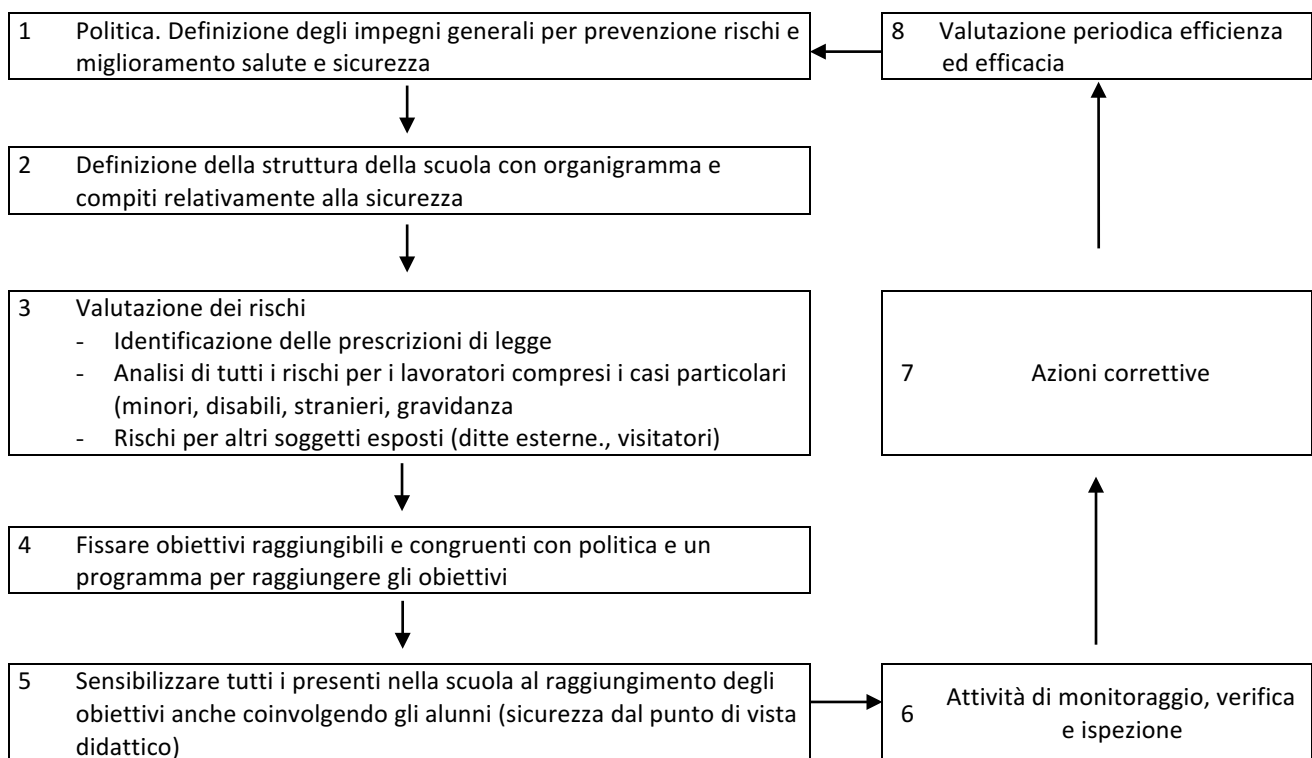 1 Politica. Definizione degli impegni generali per prevenzione rischi e
miglioramento salute e sicurezza
2 Definizione della struttura della scuola con organigramma e
compiti relativamente alla sicurezza
3 Valutazione dei rischi
- Identificazione delle prescrizioni di legge
- Analisi di tutti i rischi per i lavoratori compresi i casi particolari
(minori, disabili, stranieri, gravidanza
- Rischi per altri soggetti esposti (ditte esterne., visitatori)
4 Fissare obiettivi raggiungibili e congruenti con politica e un
programma per raggiungere gli obiettivi
5 Sensibilizzare tutti i presenti nella scuola al raggiungimento degli
obiettivi anche coinvolgendo gli alunni (sicurezza dal punto di vista
didattico)
6 Attività di monitoraggio, verifica
e ispezione
7 Azioni correttive
8 Valutazione periodica efficienza
ed efficacia